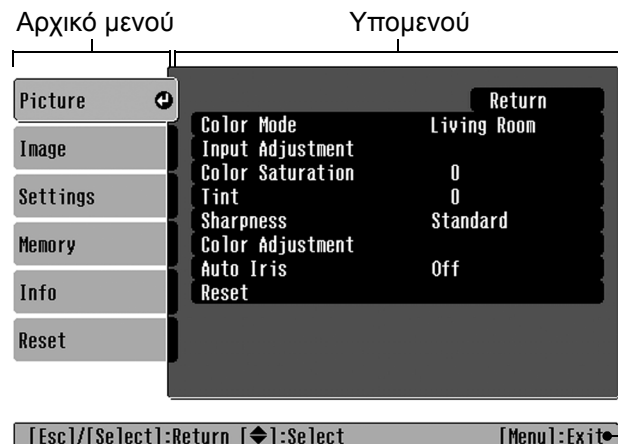 Αρχικό μενού
Υπομενού
Picture
Image
Settings
Memory
Info
Reset
Return
Color Mode Living Room
Input Adjustment
Color Saturation 0
Tint 0
Sharpness Standard
Color Adjustment
Auto Iris Off
Reset
[Esc]/[Select]:Return [◆]:Select [Menu]:Exit